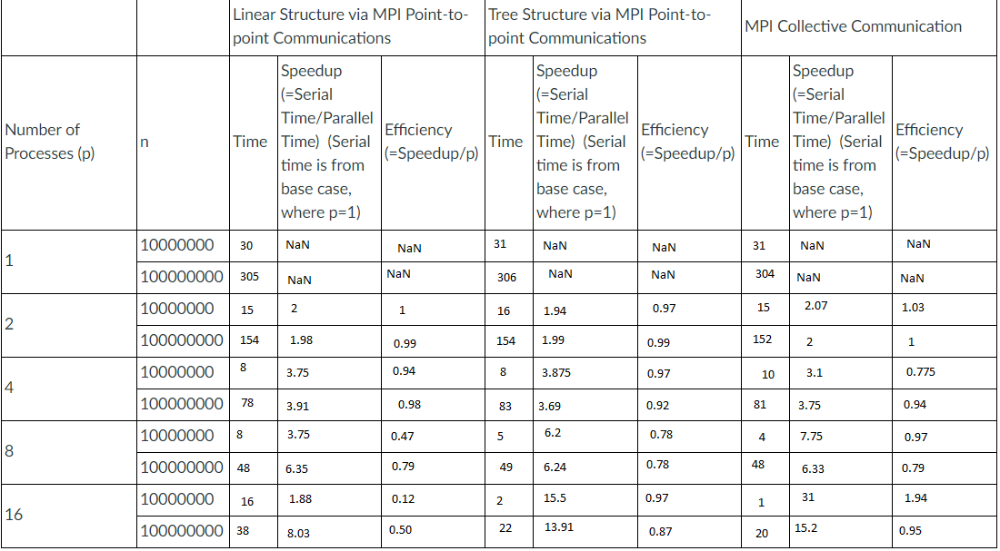 Linear Structure via MPI Point-to-
point Communications
Tree Structure via MPI Point-to-
point Communications
MPI Collective Communication
Number of
Processes (p)
n
Time
Speedup
(=Serial
Time/Parallel
Time) (Serial
time is from
base case,
where p=1)
Efficiency
(=Speedup/p)
Time
Speedup
(=Serial
Time/Parallel
Time) (Serial
time is from
base case,
where p=1)
Efficiency
(=Speedup/p)
Time
Speedup
(=Serial
Time/Parallel
Time) (Serial
time is from
base case,
where p=1)
Efficiency
(=Speedup/p)
1
10000000 30 NaN NaN 31 NaN NaN 31 NaN NaN
100000000 305 NaN NaN 306 NaN NaN 304 NaN NaN
2
10000000 15 2 1 16 1.94 0.97 15 2.07 1.03
100000000 154 1.98 0.99 154 1.99 0.99 152 2 1
4
10000000 8 3.75 0.94 8 3.875 0.97 10 3.1 0.775
100000000 78 3.91 0.98 83 3.69 0.92 81 3.75 0.94
8
10000000 8 3.75 0.47 5 6.2 0.78 4 7.75 0.97
100000000 48 6.35 0.79 49 6.24 0.78 48 6.33 0.79
16
10000000 16 1.88 0.12 2 15.5 0.97 1 31 1.94
100000000 38 8.03 0.50 22 13.91 0.87 20 15.2 0.95